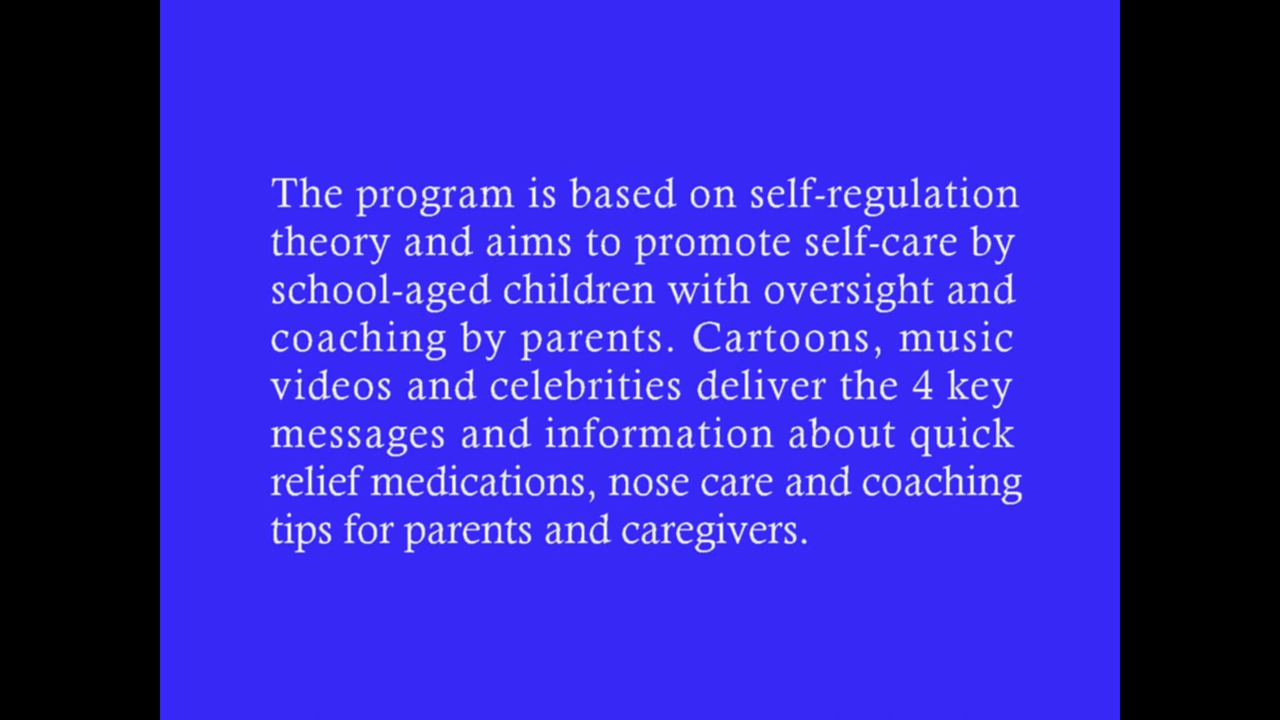 The program is based on self-regulation
theory and aims to promote self-care by
school-aged children with oversight and
coaching by parents. Cartoons, music
videos and celebrities deliver the 4 key
messages and information about quick
relief medications, nose care and coaching
tips for parents and caregivers.